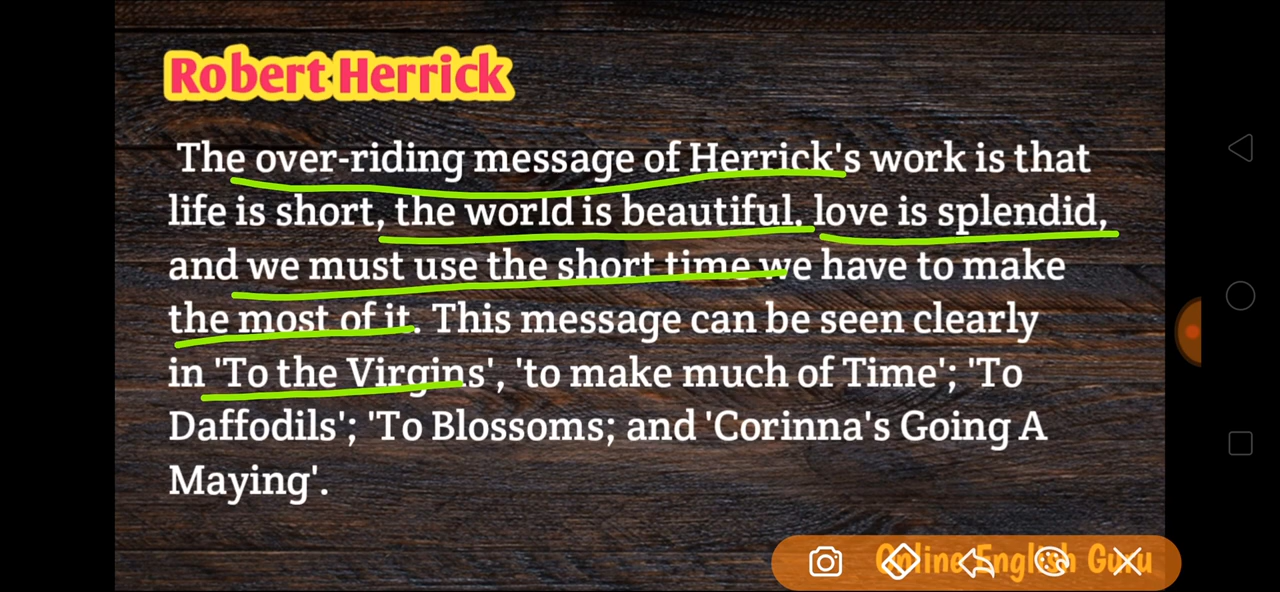 Robert Herrick
The over-riding message of Herrick's work is that
life is short, the world is beautiful. love is splendid,
and we must use the short time we have to make
the most of it. This message can be seen clearly
in 'To the Virgins', 'to make much of Time'; 'To
Daffodils'; 'To Blossoms; and 'Corinna's Going A
Maying'.
Online English Guru